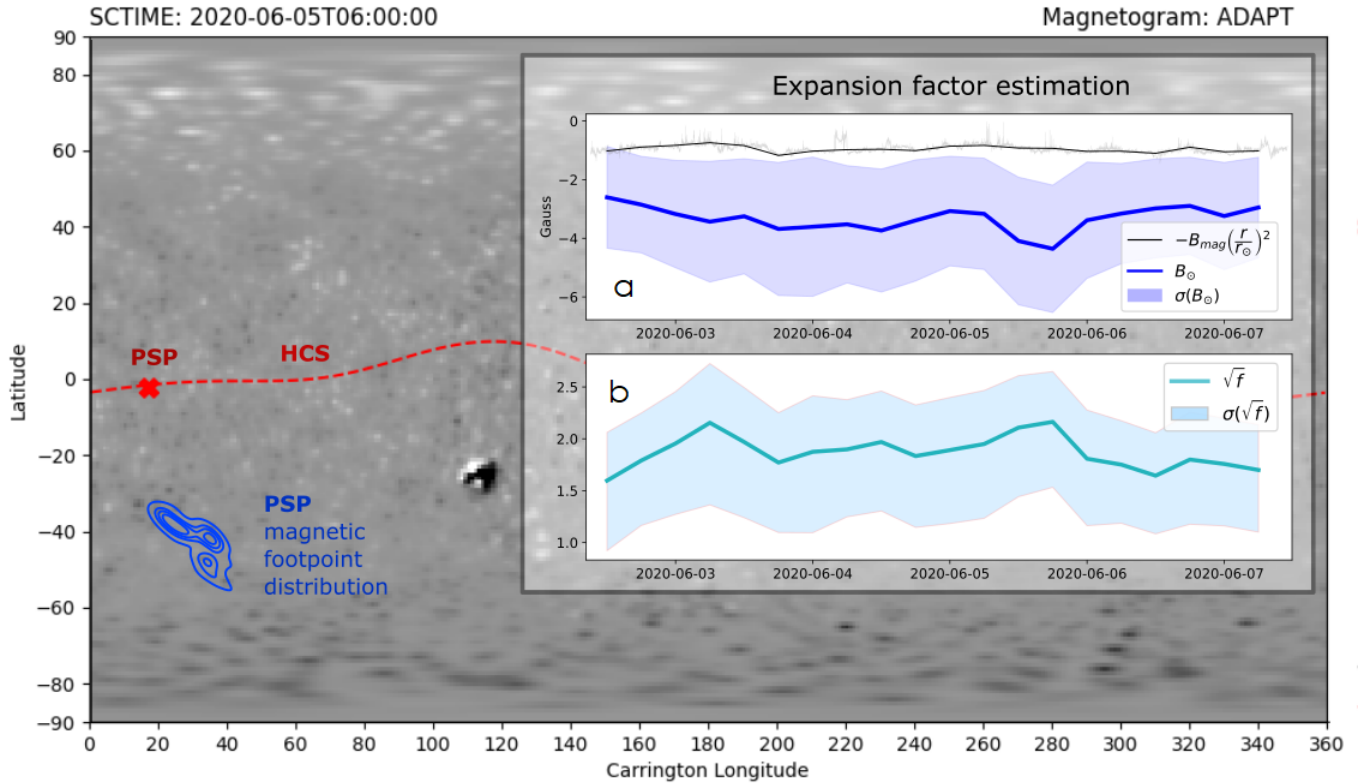 SCTIME: 2020-06-05T06:00:00
Magnetogram: ADAPT
Expansion factor estimation
0
−2
−4
−6
Gauss
a
−B_mag(r/r_⊙)²
B_⊙
σ(B_⊙)
2020-06-03 2020-06-04 2020-06-05 2020-06-06 2020-06-07
b
2.5
2.0
1.5
1.0
√f
σ(√f)
2020-06-03 2020-06-04 2020-06-05 2020-06-06 2020-06-07
PSP
HCS
PSP
magnetic
footpoint
distribution
90
80
60
40
20
0
−20
−40
−60
−80
−90
Latitude
0 20 40 60 80 100 120 140 160 180 200 220 240 260 280 300 320 340 360
Carrington Longitude